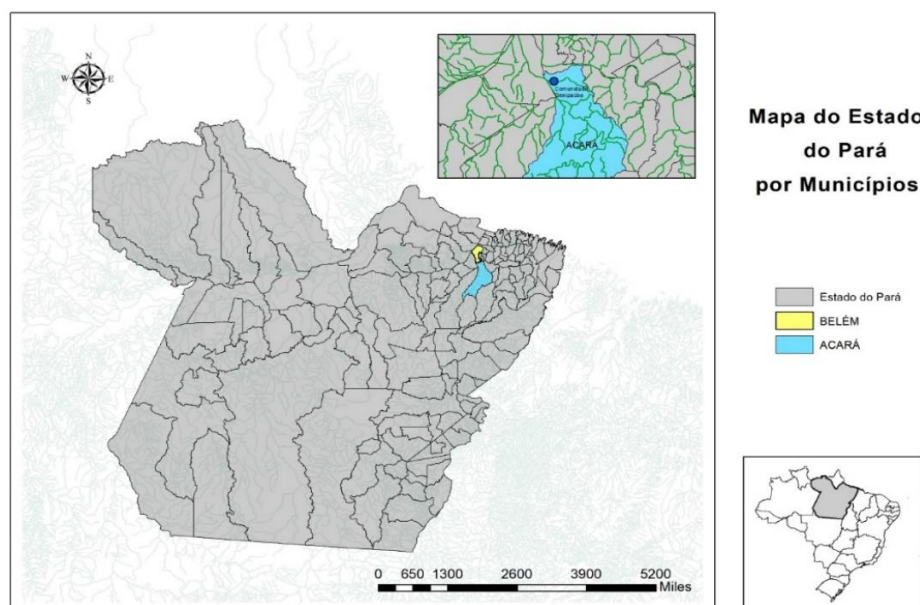 N
W
E
S
Comunidade
ACARÁ
Mapa do Estado
do Pará
por Municípios
Estado do Pará
BELÉM
ACARÁ
0 650 1300 2600 3900 5200
Miles